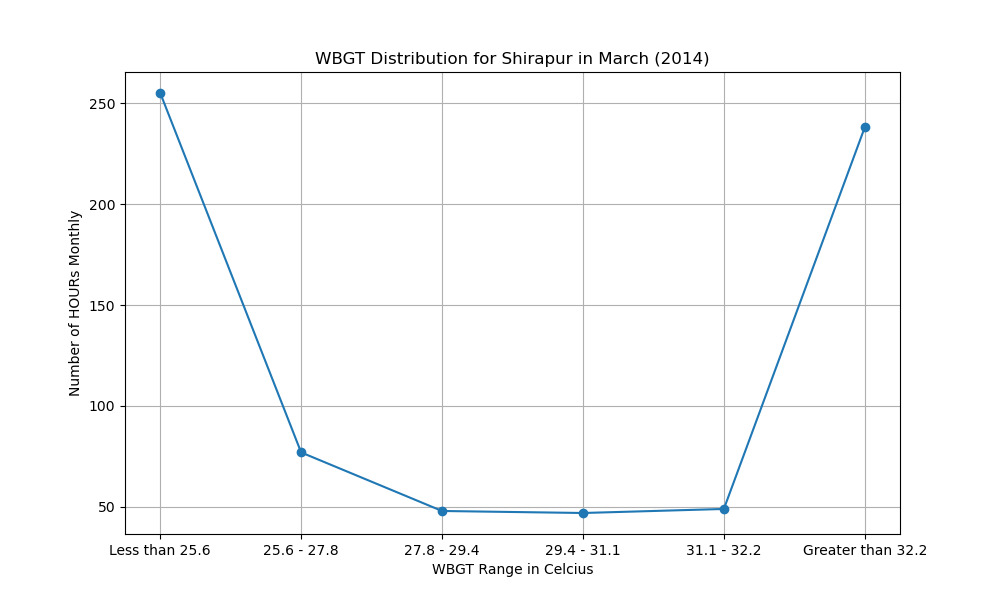 WBGT Distribution for Shirapur in March (2014)
Number of HOURs Monthly
250
200
150
100
50
Less than 25.6
25.6 - 27.8
27.8 - 29.4
29.4 - 31.1
31.1 - 32.2
Greater than 32.2
WBGT Range in Celcius